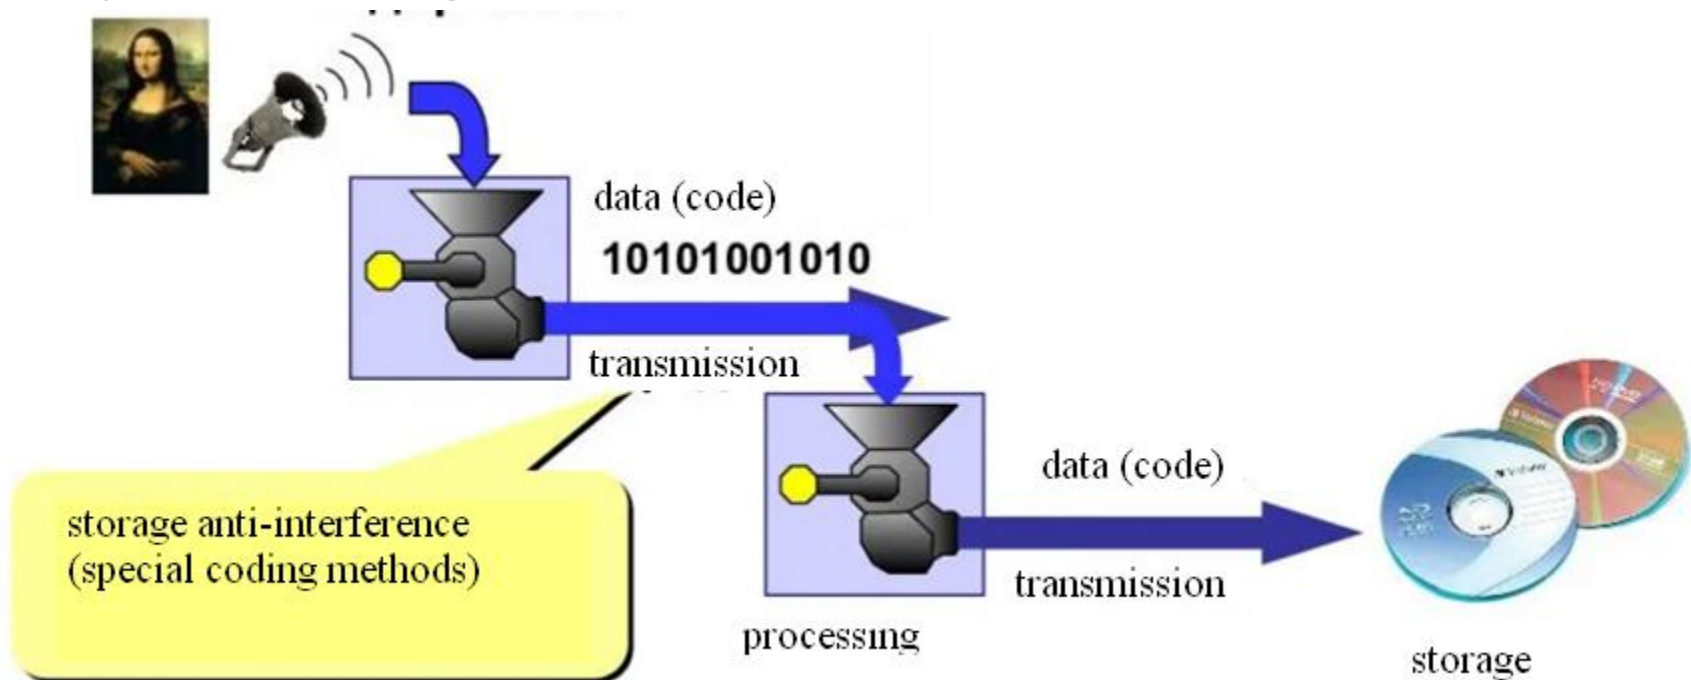 data (code)
10101001010
transmission
storage anti-interference
(special coding methods)
data (code)
transmission
processing
storage